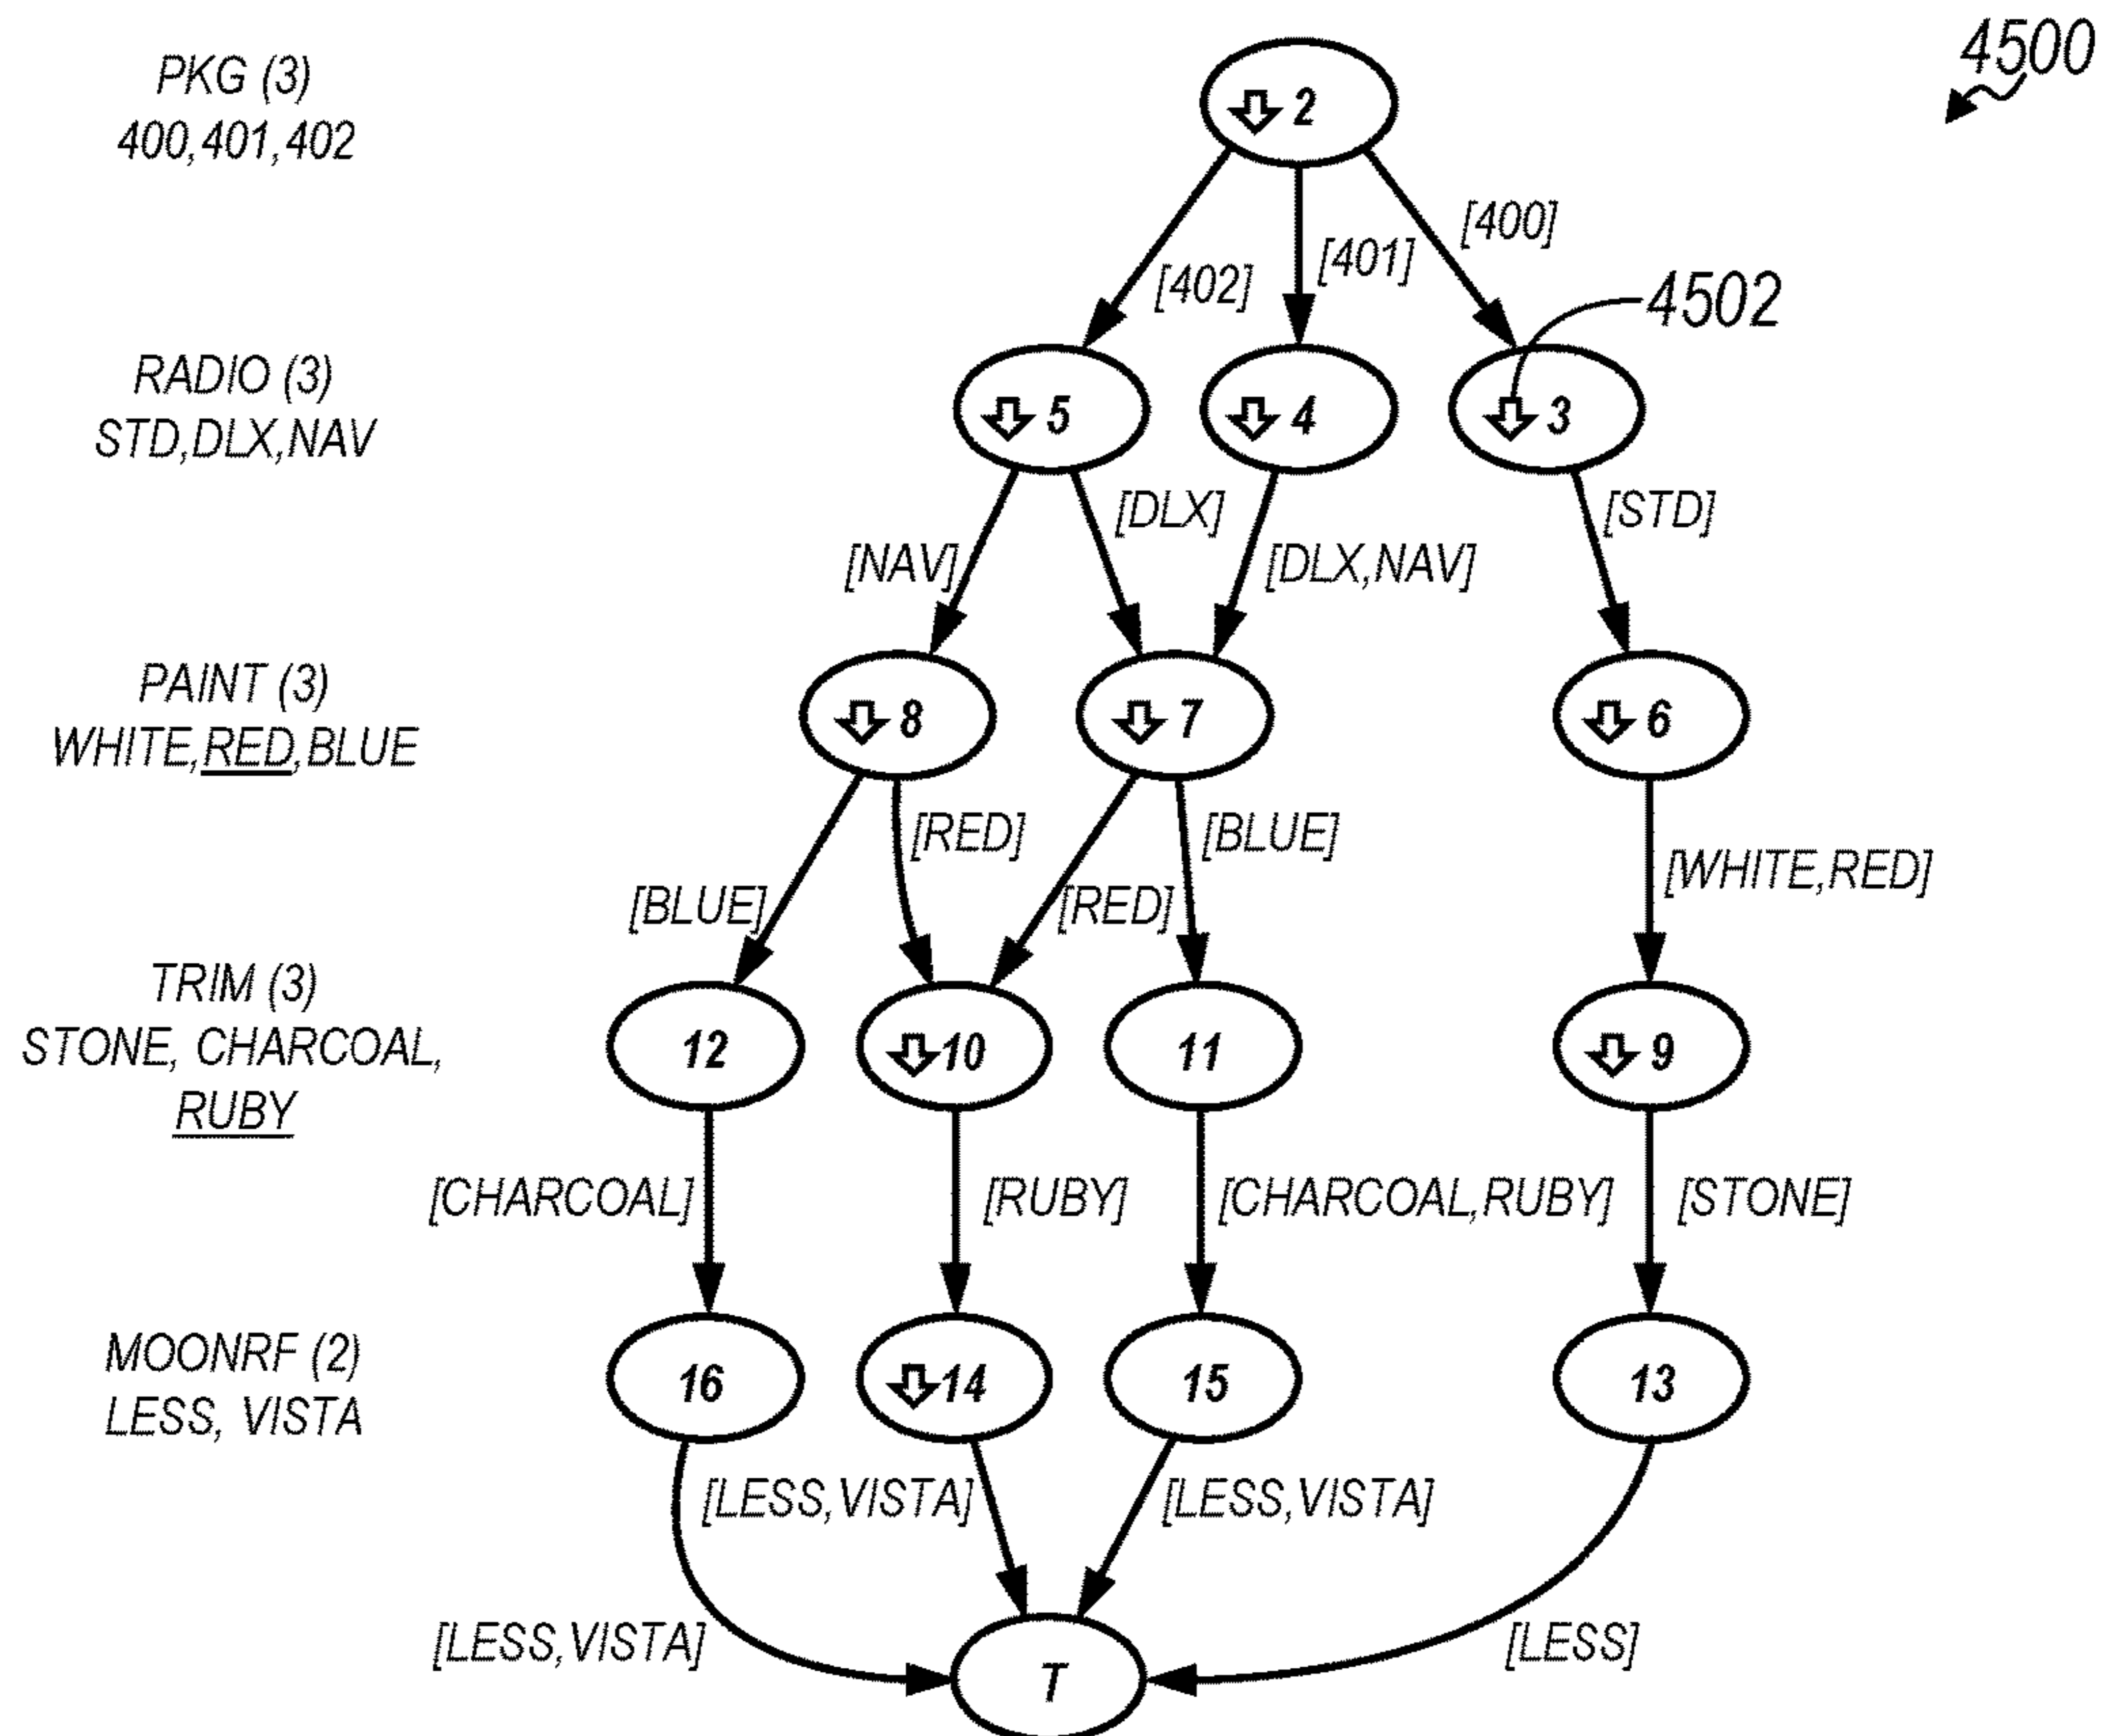 4500
PKG (3)
400,401,402
2
[402]
[401]
[400]
4502
RADIO (3)
STD,DLX,NAV
5
4
3
[NAV]
[DLX]
[DLX,NAV]
[STD]
PAINT (3)
WHITE,RED,BLUE
8
7
6
[BLUE]
[RED]
[RED]
[BLUE]
[WHITE,RED]
TRIM (3)
STONE, CHARCOAL,
RUBY
12
10
11
9
[CHARCOAL]
[RUBY]
[CHARCOAL,RUBY]
[STONE]
MOONRF (2)
LESS, VISTA
16
14
15
13
[LESS,VISTA]
[LESS,VISTA]
[LESS,VISTA]
[LESS]
T